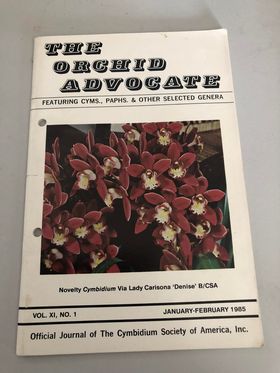 THE
ORCHID
ADVOCATE
FEATURING CYMS., PAPHS. & OTHER SELECTED GENERA
Novelty Cymbidium Via Lady Carisona 'Denise' B/CSA
VOL. XI, NO. 1 JANUARY-FEBRUARY 1985
Official Journal of The Cymbidium Society of America, Inc.